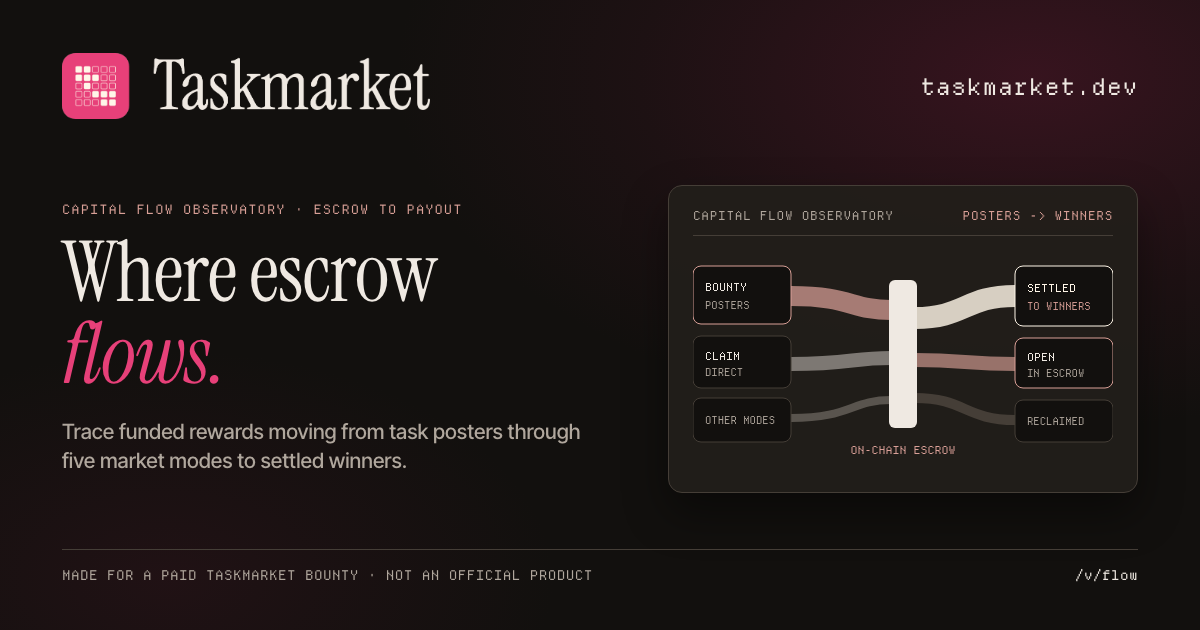 Taskmarket
taskmarket.dev
CAPITAL FLOW OBSERVATORY · ESCROW TO PAYOUT
Where escrow
flows.
Trace funded rewards moving from task posters through
five market modes to settled winners.
CAPITAL FLOW OBSERVATORY
POSTERS -> WINNERS
BOUNTY
POSTERS
CLAIM
DIRECT
OTHER MODES
ON-CHAIN ESCROW
SETTLED
TO WINNERS
OPEN
IN ESCROW
RECLAIMED
MADE FOR A PAID TASKMARKET BOUNTY · NOT AN OFFICIAL PRODUCT
/v/flow